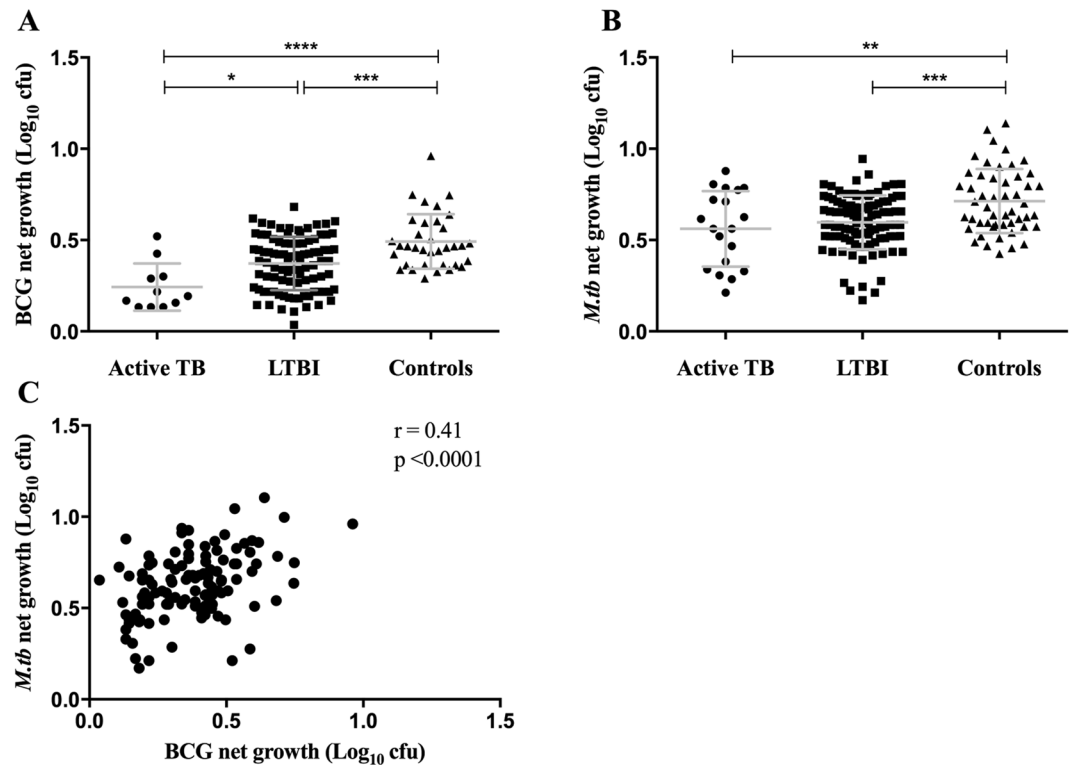 A
BCG net growth (Log10 cfu)
1.5
1.0
0.5
0.0
****
*
***
Active TB
LTBI
Controls
B
M.tb net growth (Log10 cfu)
1.5
1.0
0.5
0.0
**
***
Active TB
LTBI
Controls
C
M.tb net growth (Log10 cfu)
1.5
1.0
0.5
0.0
r = 0.41
p <0.0001
0.0 0.5 1.0 1.5
BCG net growth (Log10 cfu)